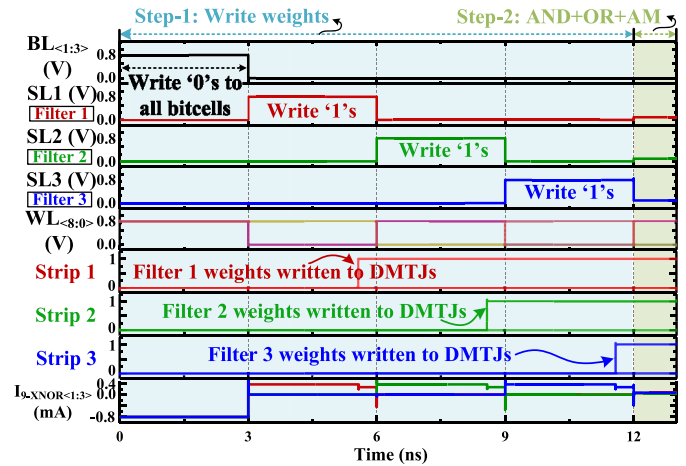 Step-1: Write weights
Step-2: AND+OR+AM
BL<1:3>
(V)
0.8
0.0
Write ‘0’s to
all bitcells
SL1 (V)
Filter 1
0.8
0.0
Write ‘1’s
SL2 (V)
Filter 2
0.8
0.0
Write ‘1’s
SL3 (V)
Filter 3
0.8
0.0
Write ‘1’s
WL<8:0>
(V)
0.8
0.0
Strip 1
1
0
Filter 1 weights written to DMTJs
Strip 2
1
0
Filter 2 weights written to DMTJs
Strip 3
1
0
Filter 3 weights written to DMTJs
I9-XNOR<1:3>
(mA)
0.4
-0.8
0 3 6 9 12
Time (ns)